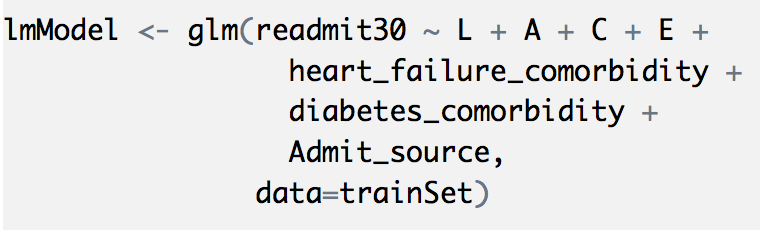 lmModel <- glm(readmit30 ~ L + A + C + E +
heart_failure_comorbidity +
diabetes_comorbidity +
Admit_source,
data=trainSet)